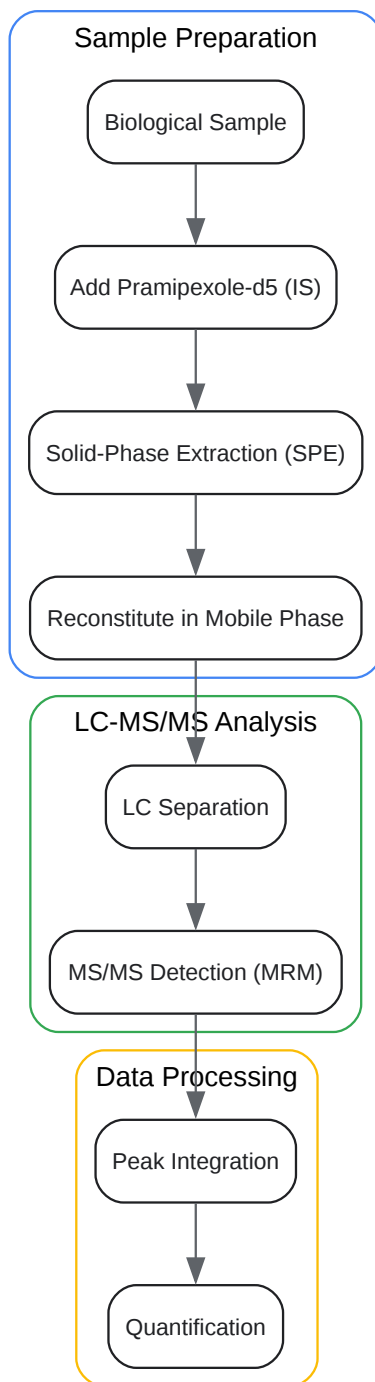 Sample Preparation
Biological Sample
Add Pramipexole-d5 (IS)
Solid-Phase Extraction (SPE)
Reconstitute in Mobile Phase
LC-MS/MS Analysis
LC Separation
MS/MS Detection (MRM)
Data Processing
Peak Integration
Quantification